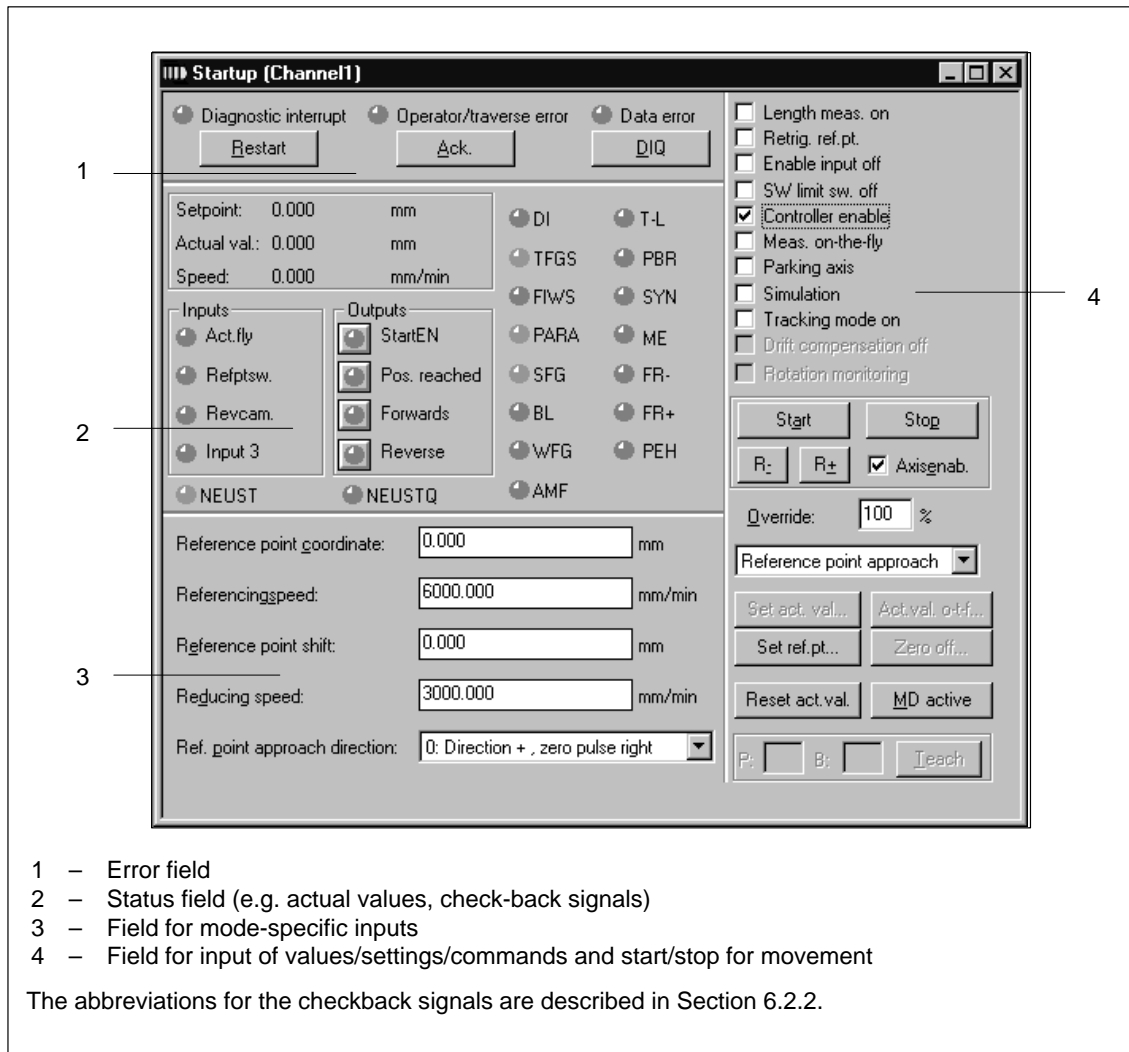 Startup (Channel1)
Diagnostic interrupt Operator/traverse error Data error
Restart Ack. DIQ
1
Setpoint: 0.000 mm
Actual val.: 0.000 mm
Speed: 0.000 mm/min
DI T-L
TFGS PBR
FIWS SYN
PARA ME
SFG FR-
BL FR+
WFG PEH
AMF
Inputs
Act.fly
Refptsw.
Revcam.
Input 3
Outputs
StartEN
Pos. reached
Forwards
Reverse
2
NEUST NEUSTQ
Reference point coordinate: 0.000 mm
Referencingspeed: 6000.000 mm/min
Reference point shift: 0.000 mm
3
Reducing speed: 3000.000 mm/min
Ref. point approach direction: 0: Direction + , zero pulse right
Length meas. on
Retrig. ref.pt.
Enable input off
SW limit sw. off
Controller enable
Meas. on-the-fly
Parking axis
Simulation
4
Tracking mode on
Drift compensation off
Rotation monitoring
Start Stop
R- R+ Axisenab.
Override: 100 %
Reference point approach
Set act. val... Act.val. o-t-f...
Set ref.pt... Zero off...
Reset act.val. MD active
P: B: Teach
1 – Error field
2 – Status field (e.g. actual values, check-back signals)
3 – Field for mode-specific inputs
4 – Field for input of values/settings/commands and start/stop for movement
The abbreviations for the checkback signals are described in Section 6.2.2.